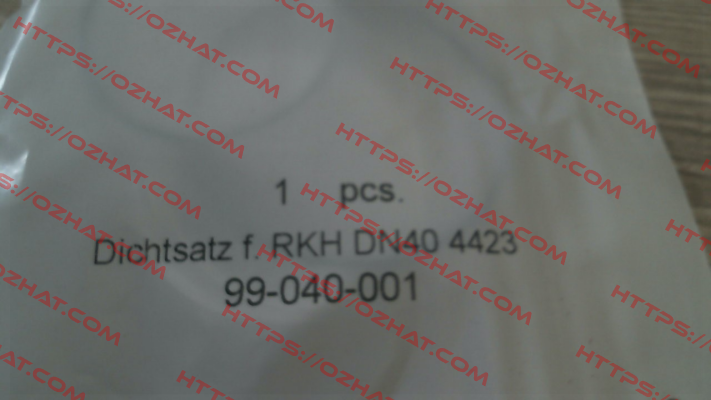 1 pcs.
Dichtsatz f. RKH DN40 4423
99-040-001
HTTPS://OZHAT.COM